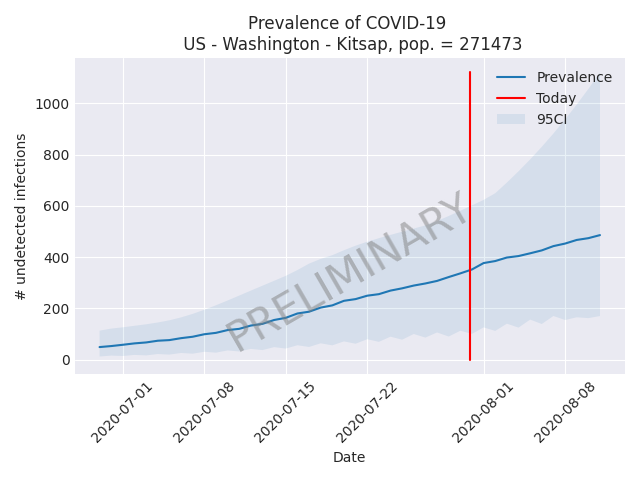 Prevalence of COVID-19
US - Washington - Kitsap, pop. = 271473
Prevalence
Today
95CI
# undetected infections
1000
800
600
400
200
0
PRELIMINARY
2020-07-01
2020-07-08
2020-07-15
2020-07-22
2020-08-01
2020-08-08
Date